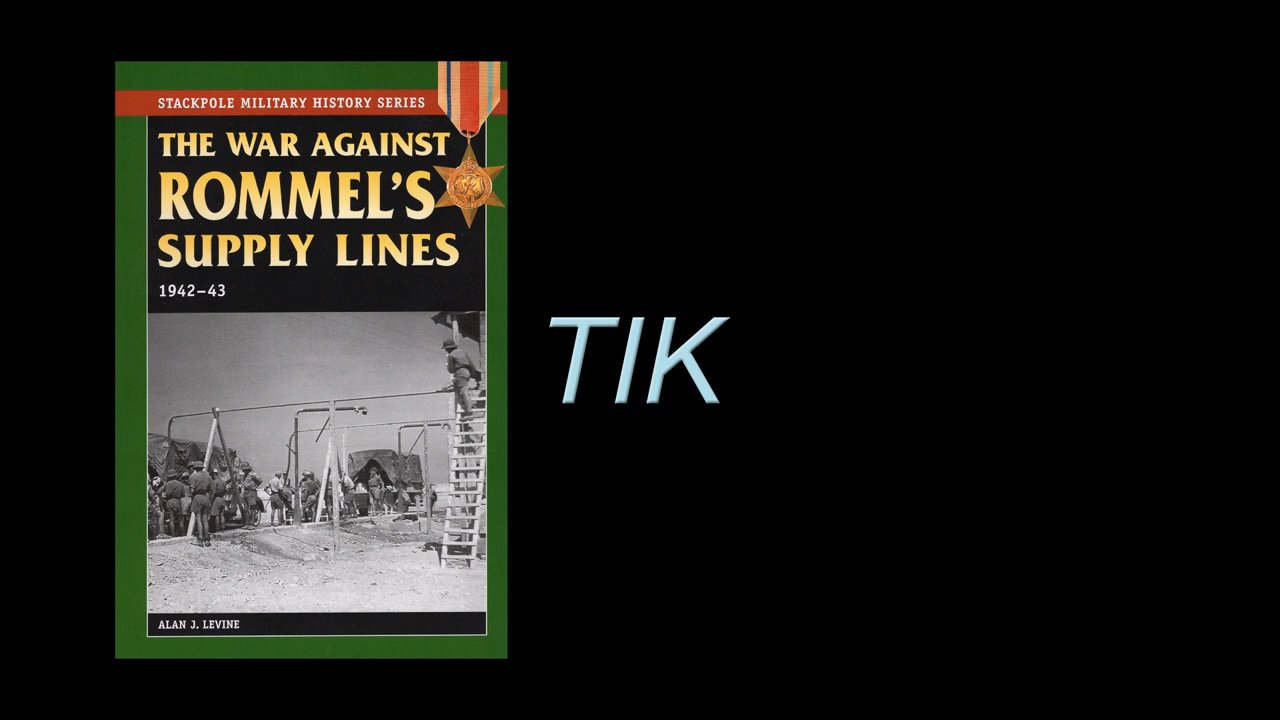 STACKPOLE MILITARY HISTORY SERIES
THE WAR AGAINST
ROMMEL'S
SUPPLY LINES
1942–43
ALAN J. LEVINE
TIK